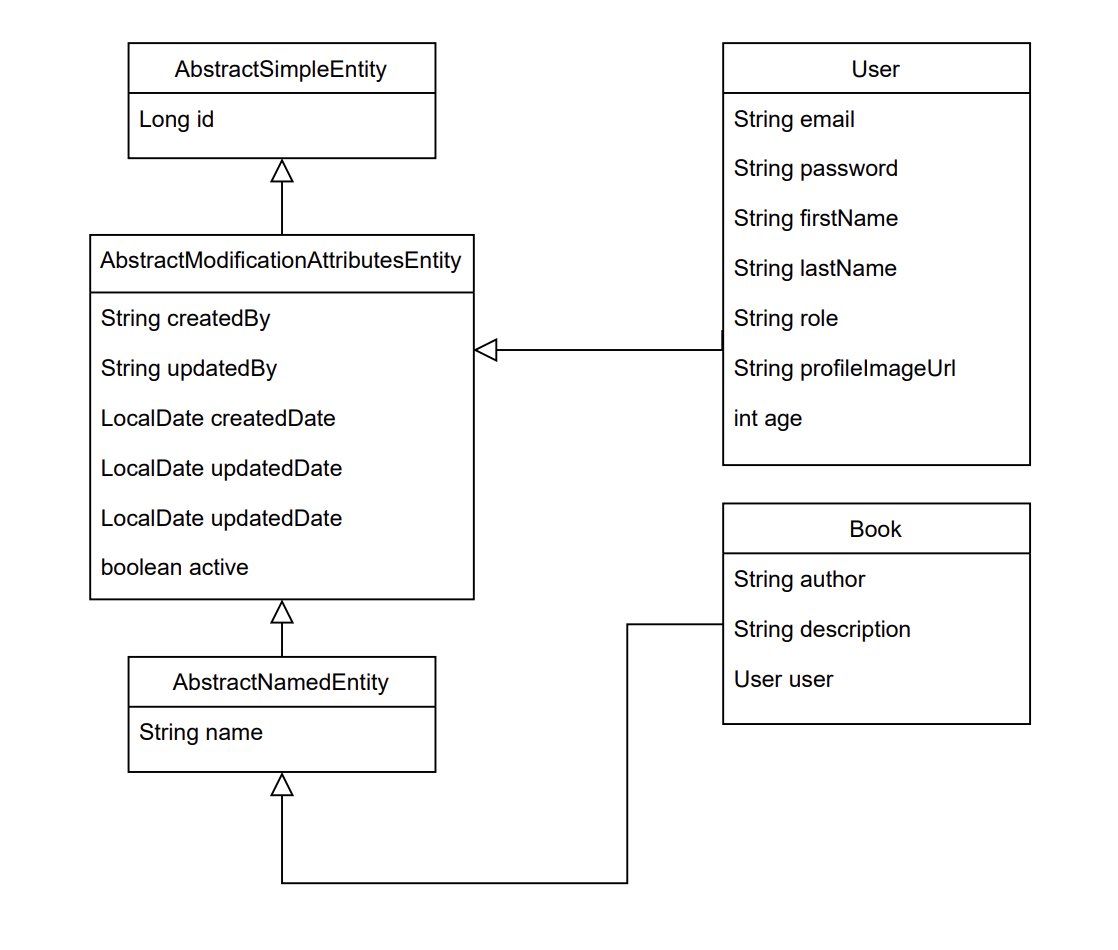 AbstractSimpleEntity
Long id
AbstractModificationAttributesEntity
String createdBy
String updatedBy
LocalDate createdDate
LocalDate updatedDate
LocalDate updatedDate
boolean active
AbstractNamedEntity
String name
User
String email
String password
String firstName
String lastName
String role
String profileImageUrl
int age
Book
String author
String description
User user